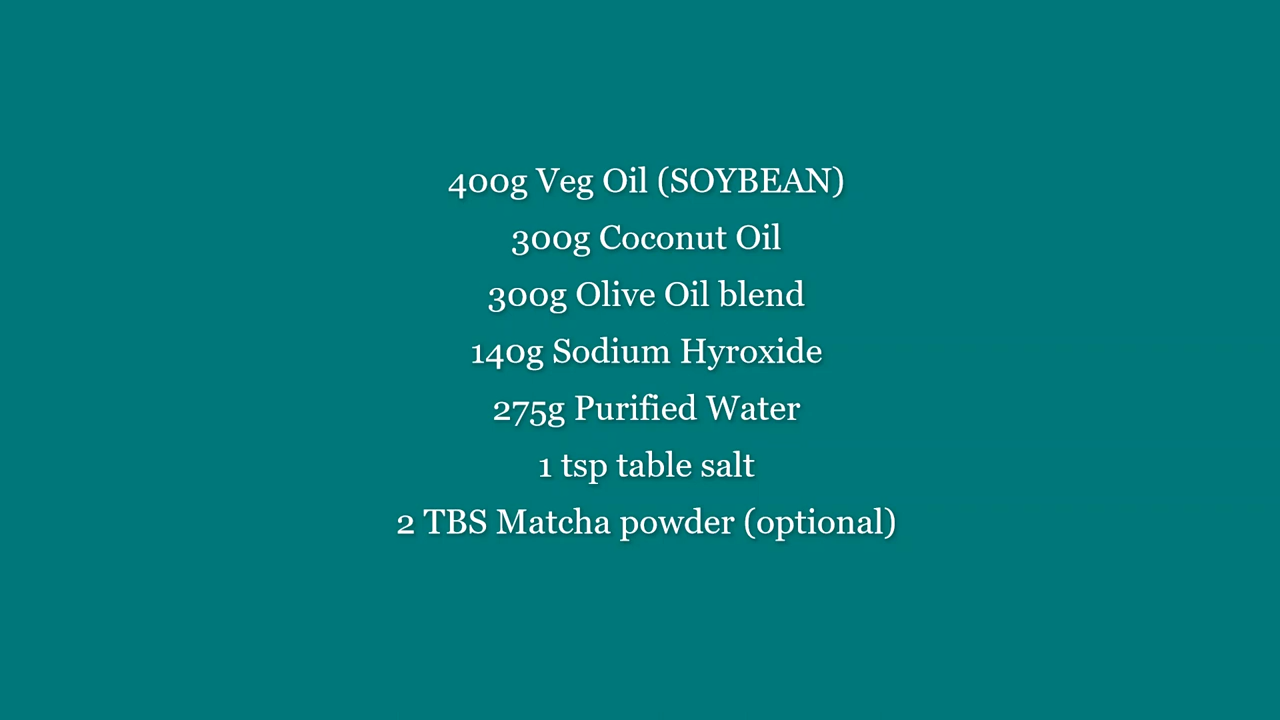 400g Veg Oil (SOYBEAN)
300g Coconut Oil
300g Olive Oil blend
140g Sodium Hyroxide
275g Purified Water
1 tsp table salt
2 TBS Matcha powder (optional)